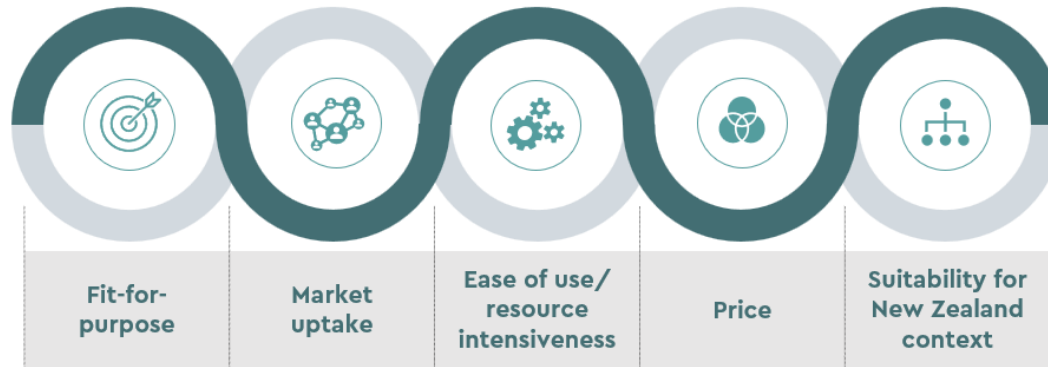 Fit-for-
purpose
Market
uptake
Ease of use/
resource
intensiveness
Price
Suitability for
New Zealand
context